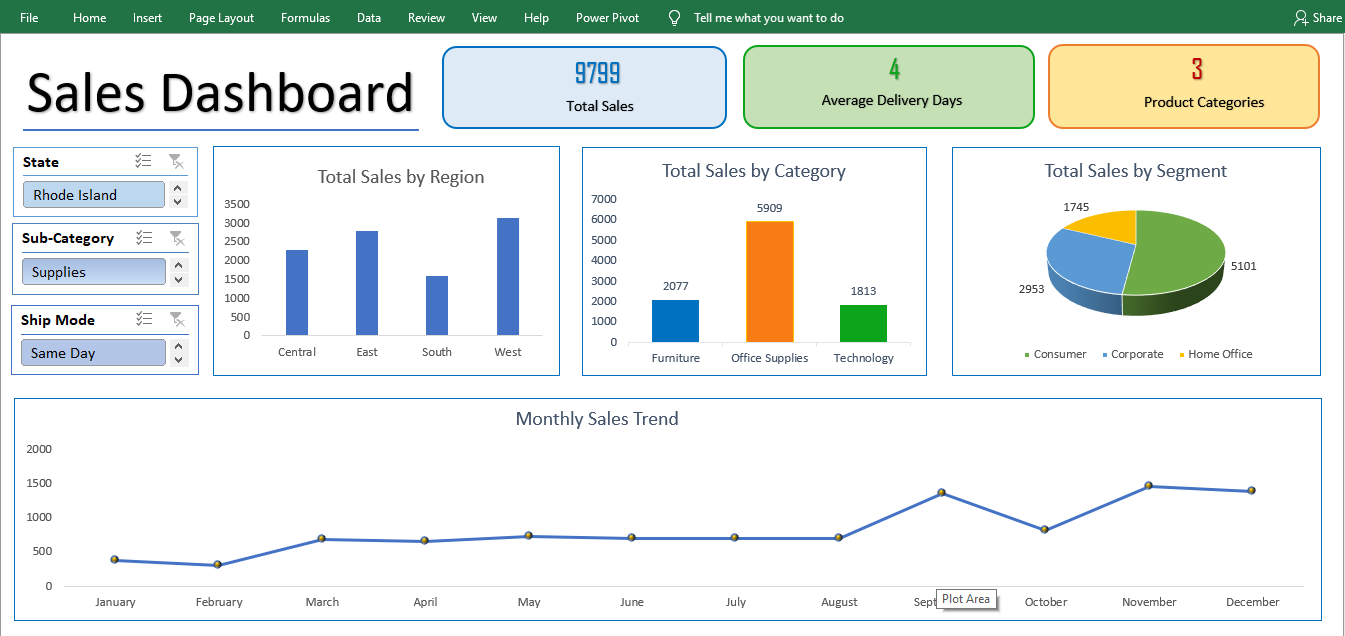 File Home Insert Page Layout Formulas Data Review View Help Power Pivot Tell me what you want to do Share
Sales Dashboard
9799
Total Sales
4
Average Delivery Days
3
Product Categories
State
Rhode Island
Sub-Category
Supplies
Ship Mode
Same Day
Total Sales by Region
3500
3000
2500
2000
1500
1000
500
0
Central East South West
Total Sales by Category
7000
6000
5000
4000
3000
2000
1000
0
2077
5909
1813
Furniture Office Supplies Technology
Total Sales by Segment
1745
5101
2953
Consumer Corporate Home Office
Monthly Sales Trend
2000
1500
1000
500
0
January February March April May June July August Sept October November December
Plot Area